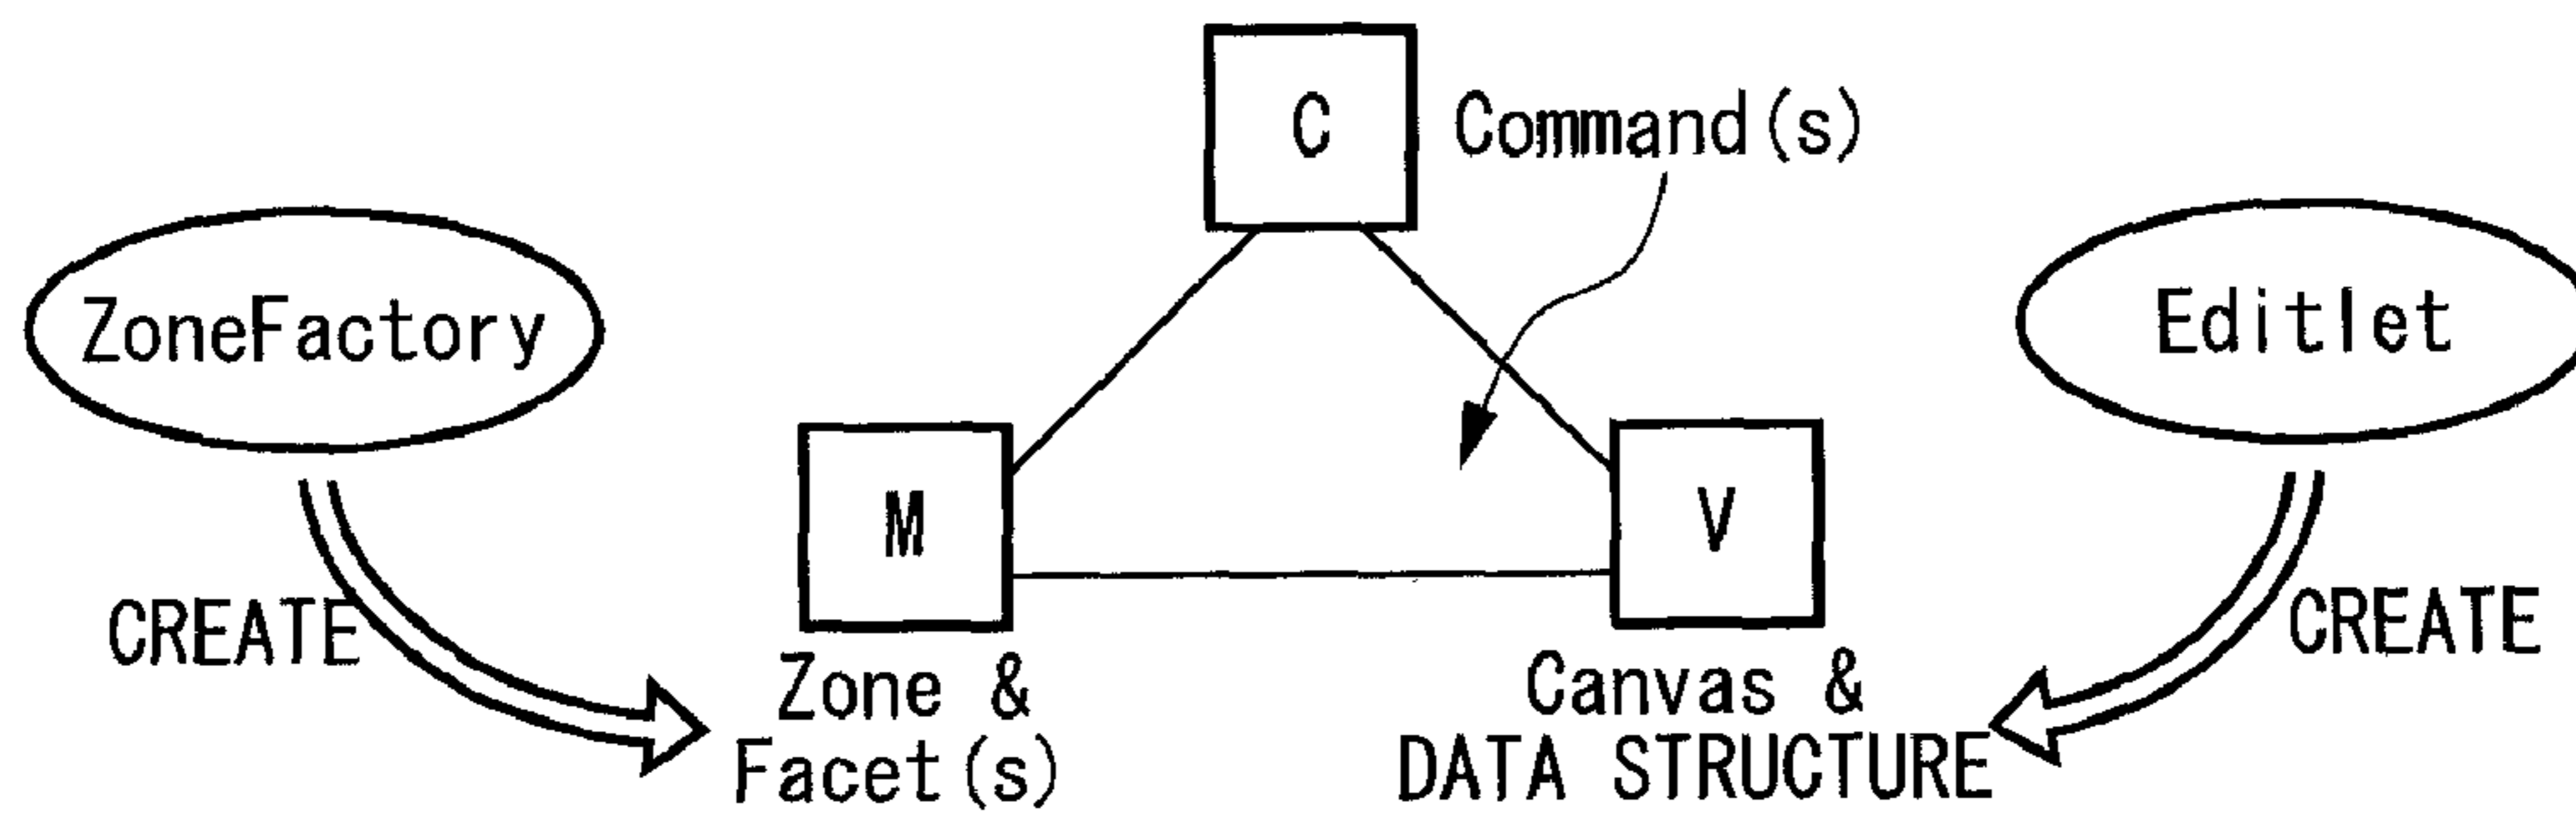 C
Command(s)
ZoneFactory
Editlet
M
V
CREATE
CREATE
Zone &
Facet(s)
Canvas &
DATA STRUCTURE